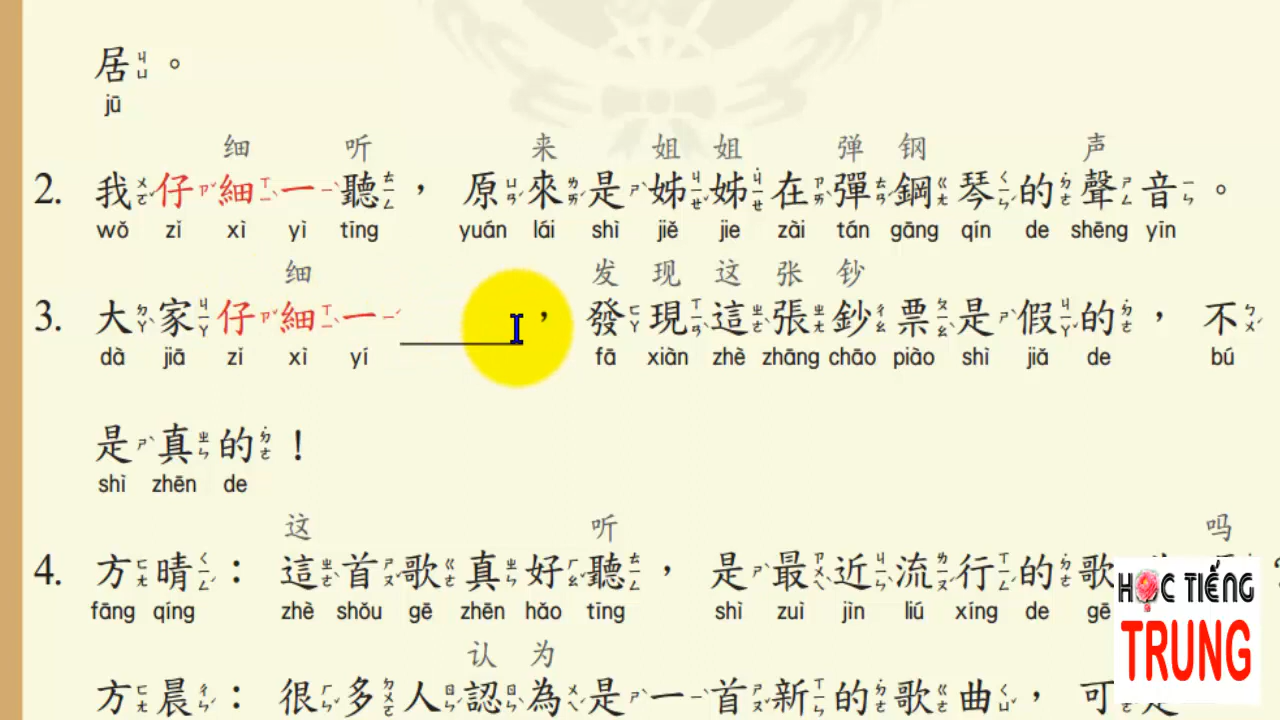 居。
jū
细 听 来 姐 姐 弹 钢 声
2. 我仔細一聽，原來是姊姊在彈鋼琴的聲音。
wǒ zǐ xì yì tīng yuán lái shì jiě jie zài tán gāng qín de shēng yīn
细 发 现 这 张 钞
3. 大家仔細一______，發現這張鈔票是假的，不
dà jiā zǐ xì yí fā xiàn zhè zhāng chāo piào shì jiǎ de bú
是真的！
shì zhēn de
这 听 吗
4. 方晴：這首歌真好聽，是最近流行的歌
fāng qíng zhè shǒu gē zhēn hǎo tīng shì zuì jìn liú xíng de gē
认 为
方晨：很多人認為是一首新的歌曲，可是
HỌC TIẾNG
TRUNG